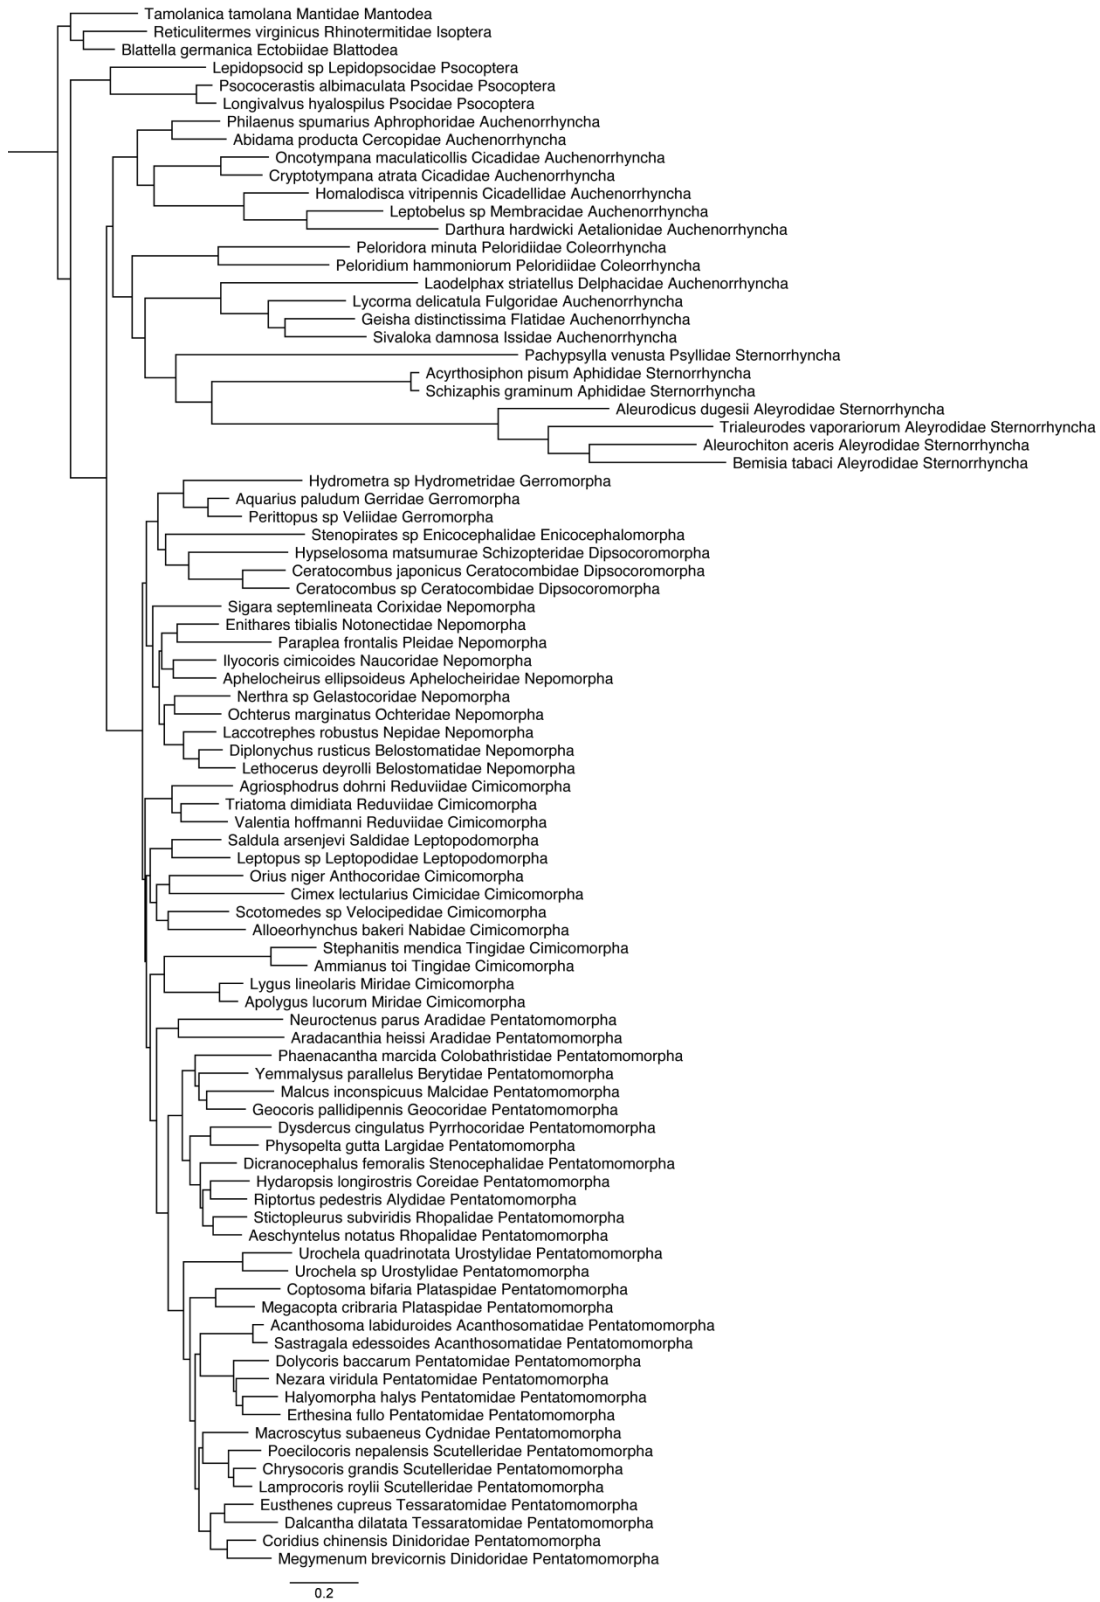 Tamolanica tamolana Mantidae Mantodea
Reticulitermes virginicus Rhinotermitidae Isoptera
Blattella germanica Ectobiidae Blattodea
Lepidopsocid sp Lepidopsocidae Psocoptera
Psococerastis albimaculata Psocidae Psocoptera
Longivalvus hyalospilus Psocidae Psocoptera
Philaenus spumarius Aphrophoridae Auchenorrhyncha
Abidama producta Cercopidae Auchenorrhyncha
Oncotympana maculaticollis Cicadidae Auchenorrhyncha
Cryptotympana atrata Cicadidae Auchenorrhyncha
Homalodisca vitripennis Cicadellidae Auchenorrhyncha
Leptobelus sp Membracidae Auchenorrhyncha
Darthura hardwicki Aetalionidae Auchenorrhyncha
Peloridora minuta Peloridiidae Coleorrhyncha
Peloridium hammoniorum Peloridiidae Coleorrhyncha
Laodelphax striatellus Delphacidae Auchenorrhyncha
Lycorma delicatula Fulgoridae Auchenorrhyncha
Geisha distinctissima Flatidae Auchenorrhyncha
Sivaloka damnosa Issidae Auchenorrhyncha
Pachypsylla venusta Psyllidae Sternorrhyncha
Acyrthosiphon pisum Aphididae Sternorrhyncha
Schizaphis graminum Aphididae Sternorrhyncha
Aleurodicus dugesii Aleyrodidae Sternorrhyncha
Trialeurodes vaporariorum Aleyrodidae Sternorrhyncha
Aleurochiton aceris Aleyrodidae Sternorrhyncha
Bemisia tabaci Aleyrodidae Sternorrhyncha
Hydrometra sp Hydrometridae Gerromorpha
Aquarius paludum Gerridae Gerromorpha
Perittopus sp Veliidae Gerromorpha
Stenopirates sp Enicocephalidae Enicocephalomorpha
Hypselosoma matsumurae Schizopteridae Dipsocoromorpha
Ceratocombus japonicus Ceratocombidae Dipsocoromorpha
Ceratocombus sp Ceratocombidae Dipsocoromorpha
Sigara septemlineata Corixidae Nepomorpha
Enithares tibialis Notonectidae Nepomorpha
Paraplea frontalis Pleidae Nepomorpha
Ilyocoris cimicoides Naucoridae Nepomorpha
Aphelocheirus ellipsoideus Aphelocheiridae Nepomorpha
Nerthra sp Gelastocoridae Nepomorpha
Ochterus marginatus Ochteridae Nepomorpha
Laccotrephes robustus Nepidae Nepomorpha
Diplonychus rusticus Belostomatidae Nepomorpha
Lethocerus deyrolli Belostomatidae Nepomorpha
Agriosphodrus dohrni Reduviidae Cimicomorpha
Triatoma dimidiata Reduviidae Cimicomorpha
Valentia hoffmanni Reduviidae Cimicomorpha
Saldula arsenjevi Saldidae Leptopodomorpha
Leptopus sp Leptopodidae Leptopodomorpha
Orius niger Anthocoridae Cimicomorpha
Cimex lectularius Cimicidae Cimicomorpha
Scotomedes sp Velocipedidae Cimicomorpha
Alloeorhynchus bakeri Nabidae Cimicomorpha
Stephanitis mendica Tingidae Cimicomorpha
Ammianus toi Tingidae Cimicomorpha
Lygus lineolaris Miridae Cimicomorpha
Apolygus lucorum Miridae Cimicomorpha
Neuroctenus parus Aradidae Pentatomomorpha
Aradacanthia heissi Aradidae Pentatomomorpha
Phaenacantha marcida Colobathristidae Pentatomomorpha
Yemmalysus parallelus Berytidae Pentatomomorpha
Malcus inconspicuus Malcidae Pentatomomorpha
Geocoris pallidipennis Geocoridae Pentatomomorpha
Dysdercus cingulatus Pyrrhocoridae Pentatomomorpha
Physopelta gutta Largidae Pentatomomorpha
Dicranocephalus femoralis Stenocephalidae Pentatomomorpha
Hydaropsis longirostris Coreidae Pentatomomorpha
Riptortus pedestris Alydidae Pentatomomorpha
Stictopleurus subviridis Rhopalidae Pentatomomorpha
Aeschyntelus notatus Rhopalidae Pentatomomorpha
Urochela quadrinotata Urostylidae Pentatomomorpha
Urochela sp Urostylidae Pentatomomorpha
Coptosoma bifaria Plataspidae Pentatomomorpha
Megacopta cribraria Plataspidae Pentatomomorpha
Acanthosoma labiduroides Acanthosomatidae Pentatomomorpha
Sastragala edessoides Acanthosomatidae Pentatomomorpha
Dolycoris baccarum Pentatomidae Pentatomomorpha
Nezara viridula Pentatomidae Pentatomomorpha
Halyomorpha halys Pentatomidae Pentatomomorpha
Erthesina fullo Pentatomidae Pentatomomorpha
Macroscytus subaeneus Cydnidae Pentatomomorpha
Poecilocoris nepalensis Scutelleridae Pentatomomorpha
Chrysocoris grandis Scutelleridae Pentatomomorpha
Lamprocoris roylii Scutelleridae Pentatomomorpha
Eusthenes cupreus Tessaratomidae Pentatomomorpha
Dalcantha dilatata Tessaratomidae Pentatomomorpha
Coridius chinensis Dinidoridae Pentatomomorpha
Megymenum brevicornis Dinidoridae Pentatomomorpha
0.2